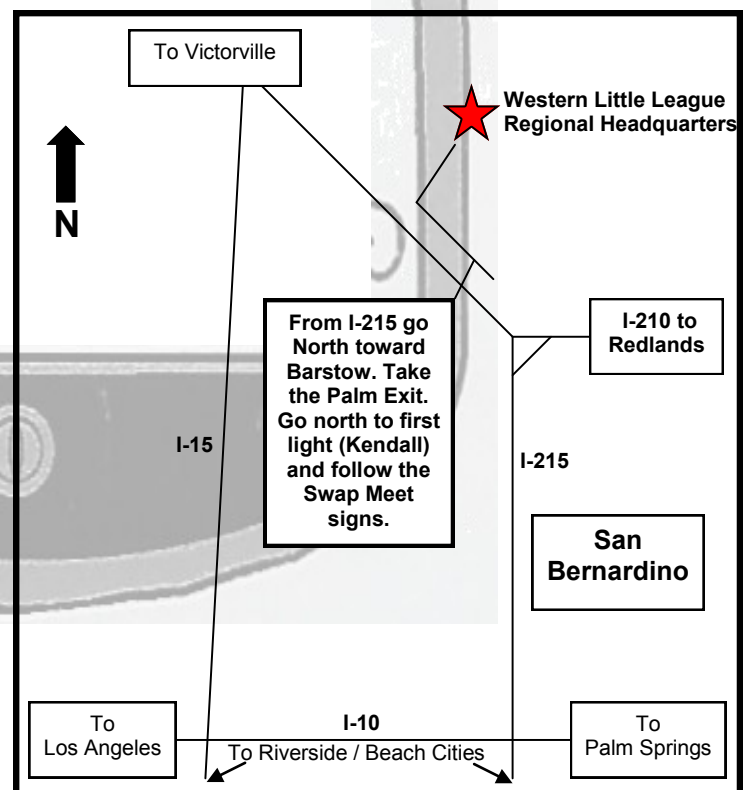 To Victorville
Western Little League
Regional Headquarters
N
From I-215 go
North toward
Barstow. Take
the Palm Exit.
Go north to first
light (Kendall)
and follow the
Swap Meet
signs.
I-210 to
Redlands
I-15
I-215
San
Bernardino
To
Los Angeles
I-10
To Riverside / Beach Cities
To
Palm Springs